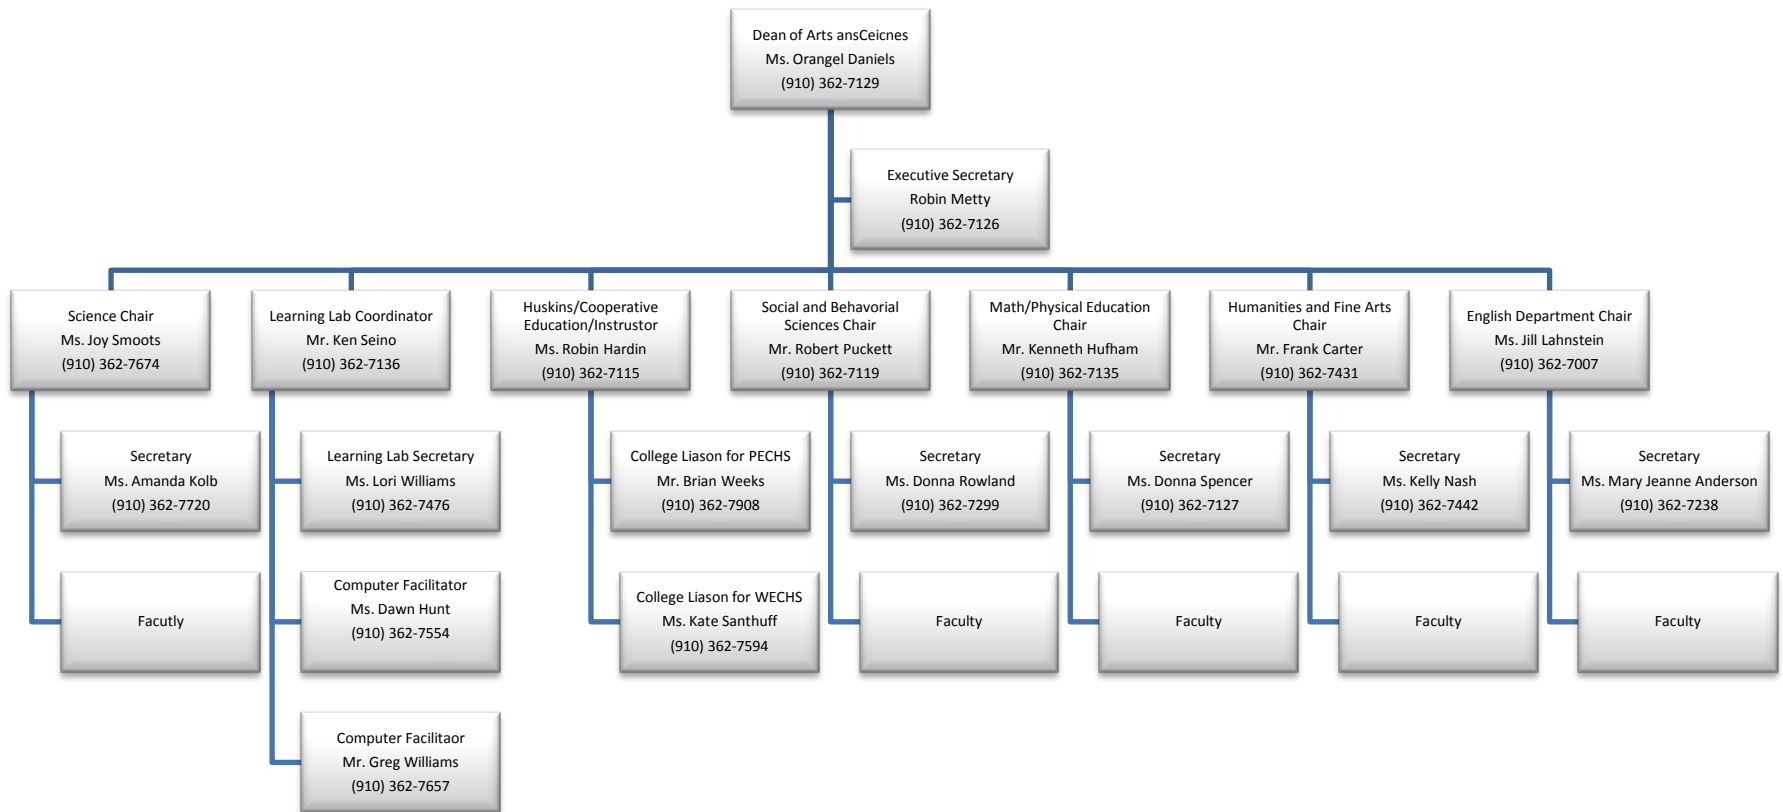 Dean of Arts ansCeicnes
Ms. Orangel Daniels
(910) 362-7129
Executive Secretary
Robin Metty
(910) 362-7126
Science Chair
Ms. Joy Smoots
(910) 362-7674
Learning Lab Coordinator
Mr. Ken Seino
(910) 362-7136
Huskins/Cooperative
Education/Instrustor
Ms. Robin Hardin
(910) 362-7115
Social and Behavorial
Sciences Chair
Mr. Robert Puckett
(910) 362-7119
Math/Physical Education
Chair
Mr. Kenneth Hufham
(910) 362-7135
Humanities and Fine Arts
Chair
Mr. Frank Carter
(910) 362-7431
English Department Chair
Ms. Jill Lahnstein
(910) 362-7007
Secretary
Ms. Amanda Kolb
(910) 362-7720
Learning Lab Secretary
Ms. Lori Williams
(910) 362-7476
College Liason for PECHS
Mr. Brian Weeks
(910) 362-7908
Secretary
Ms. Donna Rowland
(910) 362-7299
Secretary
Ms. Donna Spencer
(910) 362-7127
Secretary
Ms. Kelly Nash
(910) 362-7442
Secretary
Ms. Mary Jeanne Anderson
(910) 362-7238
Facutly
Computer Facilitator
Ms. Dawn Hunt
(910) 362-7554
College Liason for WECHS
Ms. Kate Santhuff
(910) 362-7594
Faculty
Faculty
Faculty
Faculty
Computer Facilitaor
Mr. Greg Williams
(910) 362-7657